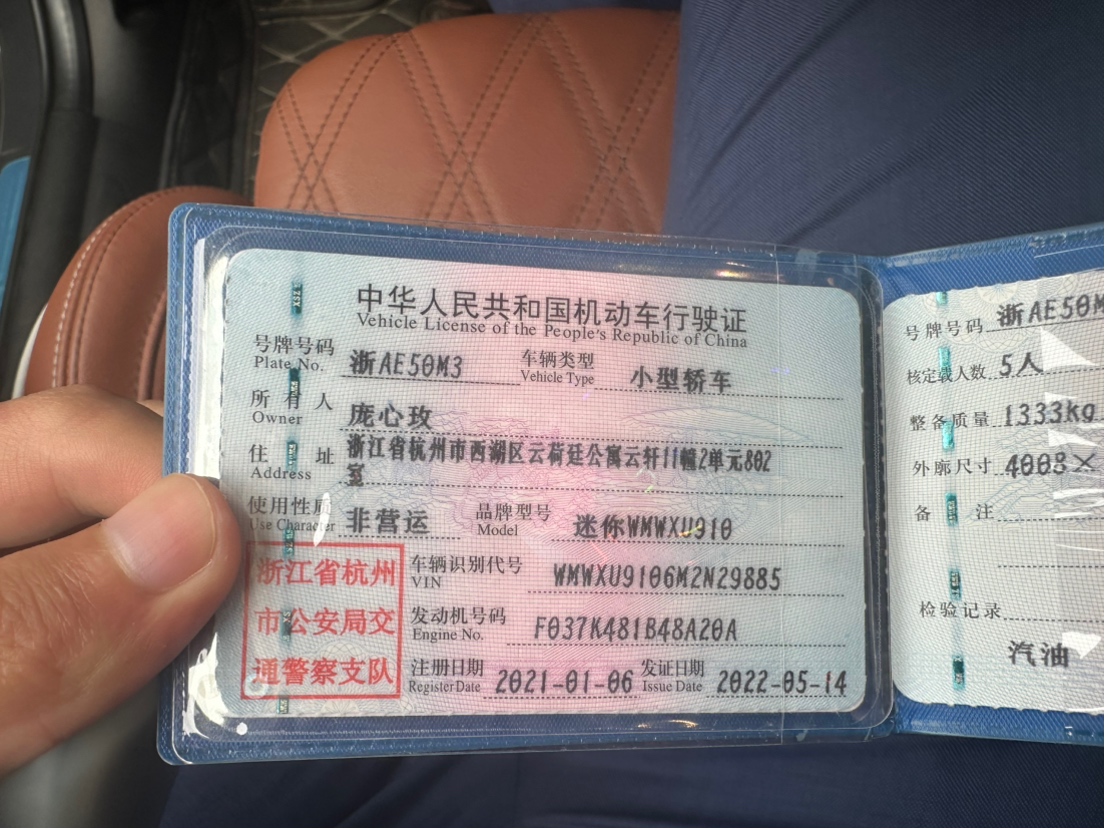 中华人民共和国机动车行驶证
Vehicle License of the People's Republic of China
号牌号码 浙AE50M3 车辆类型 小型轿车
Plate No. Vehicle Type
所有人 庞心玫
Owner
住址 浙江省杭州市西湖区云荷廷公寓云轩11幢2单元802
Address 室
使用性质 非营运 品牌型号 迷你WMWXU910
Use Character Model
浙江省杭州
市公安局交
通警察支队
车辆识别代号 WMWXU9106M2N29885
VIN
发动机号码 F037K481B48A20A
Engine No.
注册日期 2021-01-06 发证日期 2022-05-14
Register Date Issue Date
号牌号码 浙AE50M
核定载人数 5人
整备质量 1333kg
外廓尺寸 4008×
备注
检验记录
汽油